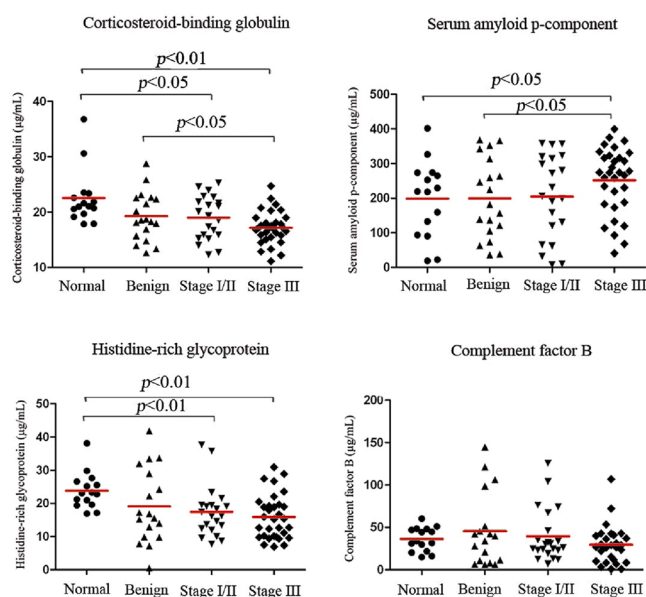 Corticosteroid-binding globulin
p<0.01
p<0.05
p<0.05
Corticosteroid-binding globulin (μg/mL)
40
30
20
10
Normal Benign Stage I/II Stage III
Serum amyloid p-component
p<0.05
p<0.05
Serum amyloid p-component (μg/mL)
500
400
300
200
100
0
Normal Benign Stage I/II Stage III
Histidine-rich glycoprotein
p<0.01
p<0.01
Histidine-rich glycoprotein (μg/mL)
50
40
30
20
10
0
Normal Benign Stage I/II Stage III
Complement factor B
Complement factor B (μg/mL)
200
150
100
50
0
Normal Benign Stage I/II Stage III